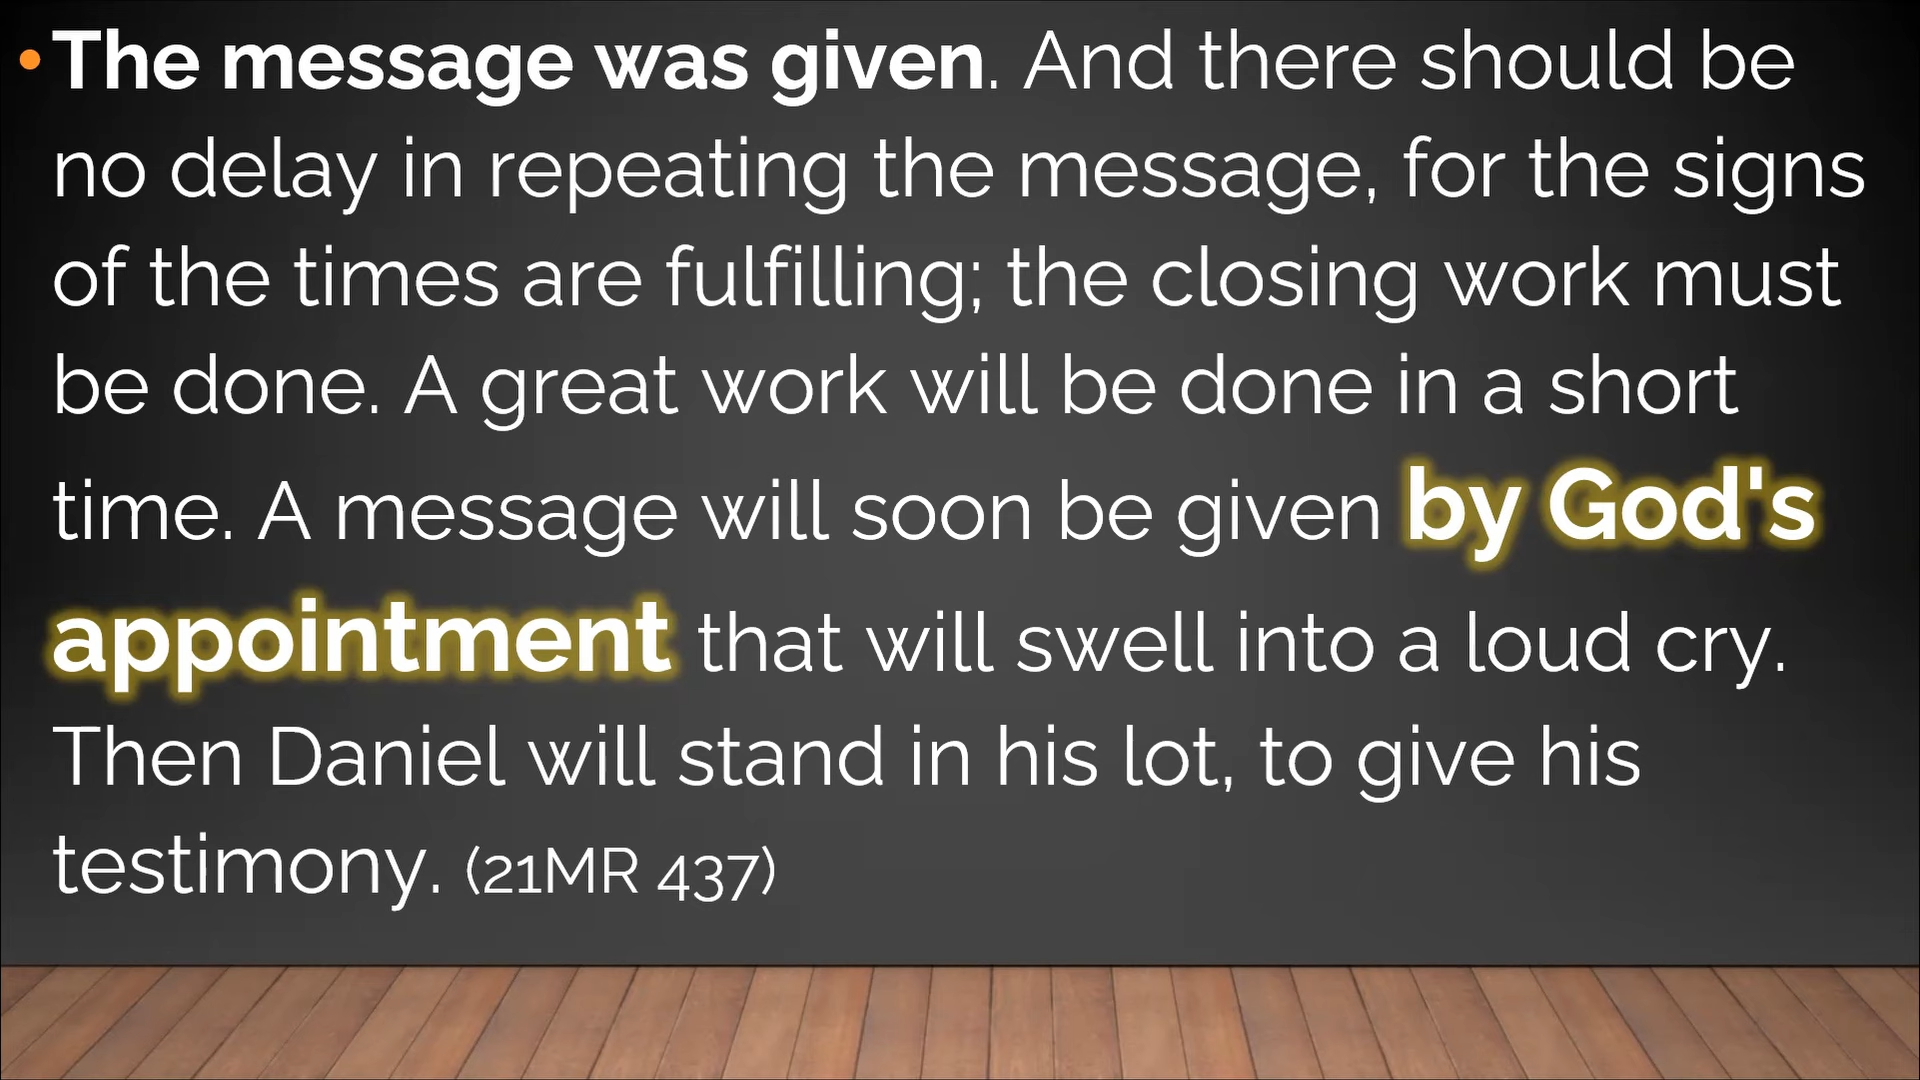 •The message was given. And there should be
no delay in repeating the message, for the signs
of the times are fulfilling; the closing work must
be done. A great work will be done in a short
time. A message will soon be given by God's
appointment that will swell into a loud cry.
Then Daniel will stand in his lot, to give his
testimony. (21MR 437)